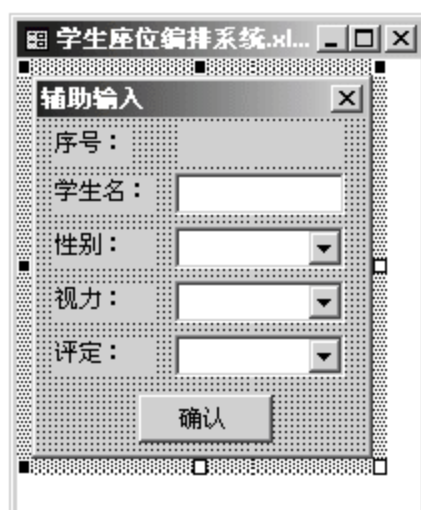 学生座位编排系统.xl...
辅助输入
序号：
学生名：
性别：
视力：
评定：
确认